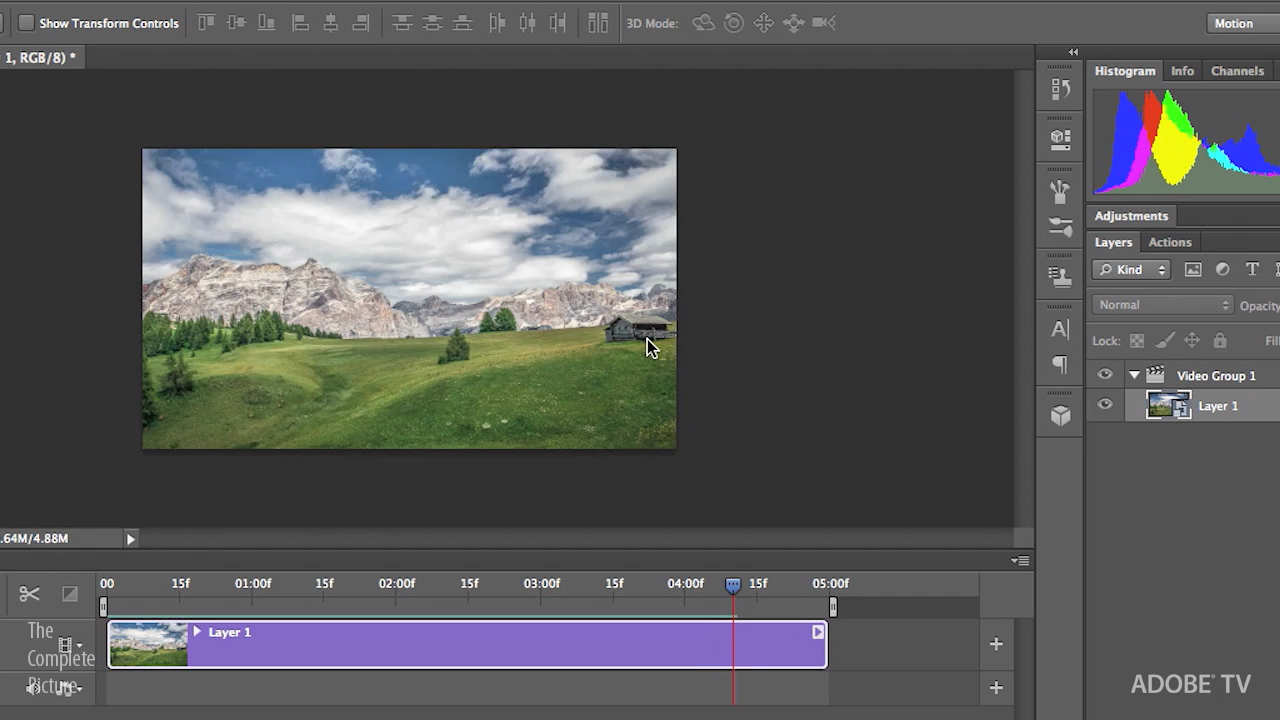 Show Transform Controls
3D Mode:
Motion
1, RGB/8) *
Histogram
Info
Channels
Adjustments
Layers
Actions
Kind
T
Normal
Opacity
Lock:
Fill
Video Group 1
Layer 1
.64M/4.88M
00
15f
01:00f
15f
02:00f
15f
03:00f
15f
04:00f
15f
05:00f
Layer 1
The
Complete
Picture
ADOBE® TV